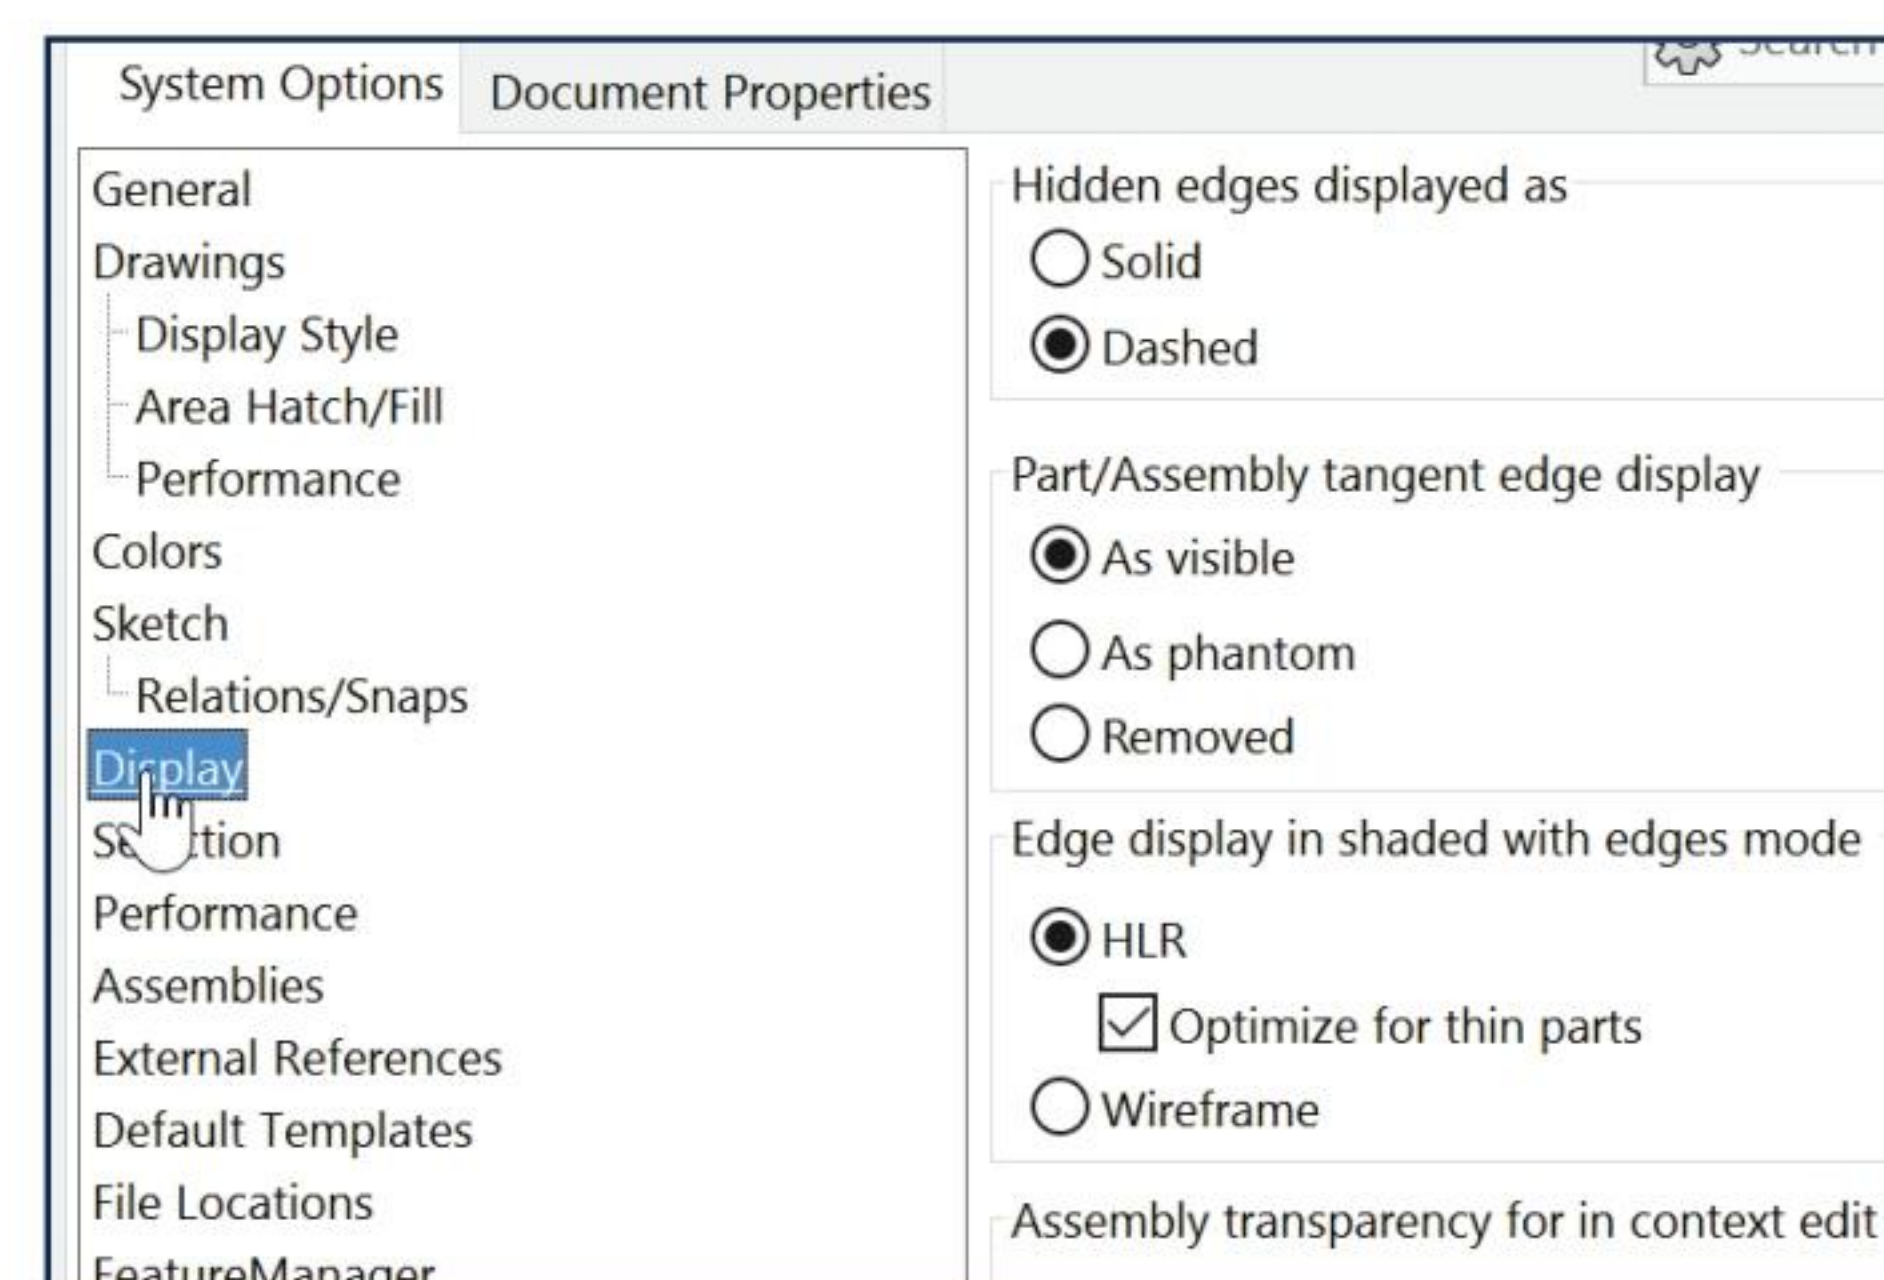 Search
System Options
Document Properties
General
Drawings
Display Style
Area Hatch/Fill
Performance
Colors
Sketch
Relations/Snaps
Display
Selection
Performance
Assemblies
External References
Default Templates
File Locations
FeatureManager
Hidden edges displayed as
Solid
Dashed
Part/Assembly tangent edge display
As visible
As phantom
Removed
Edge display in shaded with edges mode
HLR
Optimize for thin parts
Wireframe
Assembly transparency for in context edit